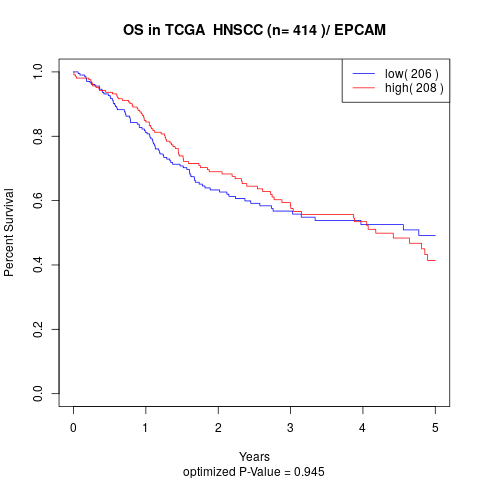 OS in TCGA  HNSCC (n= 414 )/ EPCAM
low( 206 )
high( 208 )
Percent Survival
1.0
0.8
0.6
0.4
0.2
0.0
0 1 2 3 4 5
Years
optimized P-Value = 0.945